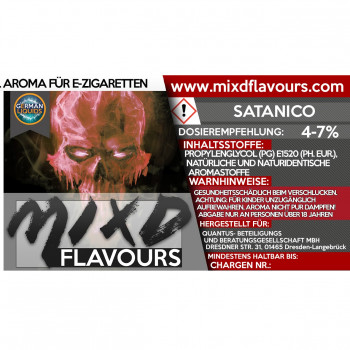 . AROMA FÜR E-ZIGARETTEN
GERMAN
LIQUIDS
MIXD
FLAVOURS
www.mixdflavours.com
SATANICO
DOSIEREMPFEHLUNG: 4-7%
INHALTSSTOFFE:
PROPYLENGLYCOL (PG) E1520 (PH. EUR.),
NATÜRLICHE UND NATURIDENTISCHE
AROMASTOFFE
WARNHINWEISE:
GESUNDHEITSSCHÄDLICH BEIM VERSCHLUCKEN.
ACHTUNG: FÜR KINDER UNZUGÄNGLICH
AUFBEWAHREN, AROMA NICHT PUR DAMPFEN!
ABGABE NUR AN PERSONEN ÜBER 18 JAHREN
HERGESTELLT FÜR:
QUANTUS- BETEILIGUNGS
UND BERATUNGSGESELLSCHAFT MBH
DRESDNER STR. 31, 01465 Dresden-Langebrück
MINDESTENS HALTBAR BIS:
CHARGEN NR.: